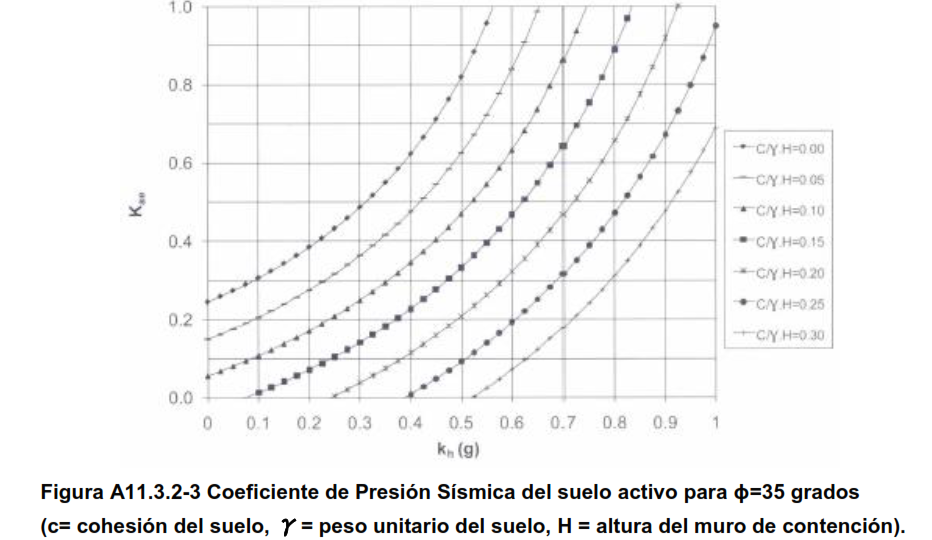 1.0
0.8
0.6
0.4
0.2
0.0
Kae
0 0.1 0.2 0.3 0.4 0.5 0.6 0.7 0.8 0.9 1
kh (g)
C/γ.H=0.00
C/γ.H=0.05
C/γ.H=0.10
C/γ.H=0.15
C/γ.H=0.20
C/γ.H=0.25
C/γ.H=0.30
Figura A11.3.2-3 Coeficiente de Presión Sísmica del suelo activo para ϕ=35 grados
(c= cohesión del suelo, γ = peso unitario del suelo, H = altura del muro de contención).